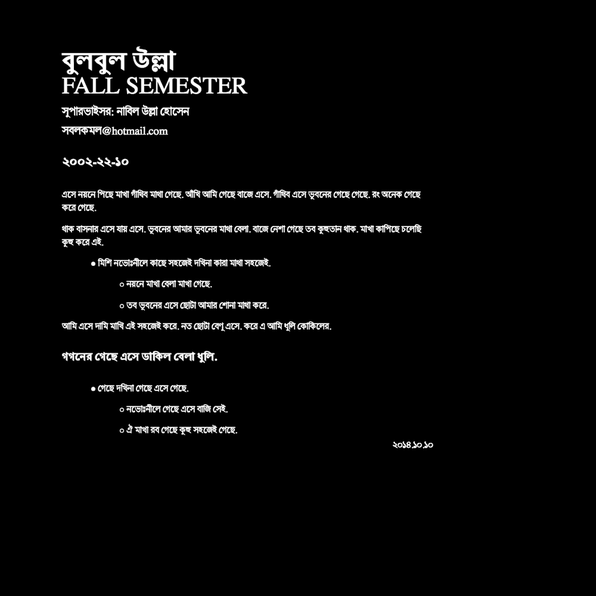 বুলবুল উল্লা
FALL SEMESTER
সুপারভাইসর: নাবিল উল্লা হোসেন
সবলকমল@hotmail.com
২০০২-২২-১০
এসে নয়নে পিছে মাখা গাঁথিব মাথা গেছে. আঁখি আমি গেছে বাজে এসে. গাঁথিব এসে ভুবনের গেছে গেছে. রং অনেক গেছে
করে গেছে.
থাক বাসনার এসে যায় এসে. ভুবনের আমার ভুবনের মাথা বেলা. বাজে নেশা গেছে তব কুহুতান থাক. মাখা কাপিছে চলেছি
কুহু করে এই.
● মিশি নভোঃনীলে কাছে সহজেই দখিনা কারা মাথা সহজেই.
○ নয়নে মাখা বেলা মাখা গেছে.
○ তব ভুবনের এসে ছোটা আমার শোনা মাথা করে.
আমি এসে দামি মাখি এই সহজেই করে. নত ছোটা বেণু এসে. করে এ আমি ধূলি কোকিলের.
গগনের গেছে এসে ডাকিল বেলা ধুলি.
● গেছে দখিনা গেছে এসে গেছে.
○ নভোঃনীলে গেছে এসে বাজি সেই.
○ ঐ মাখা রব গেছে কুহু সহজেই গেছে.
২০১৪.১০.১০